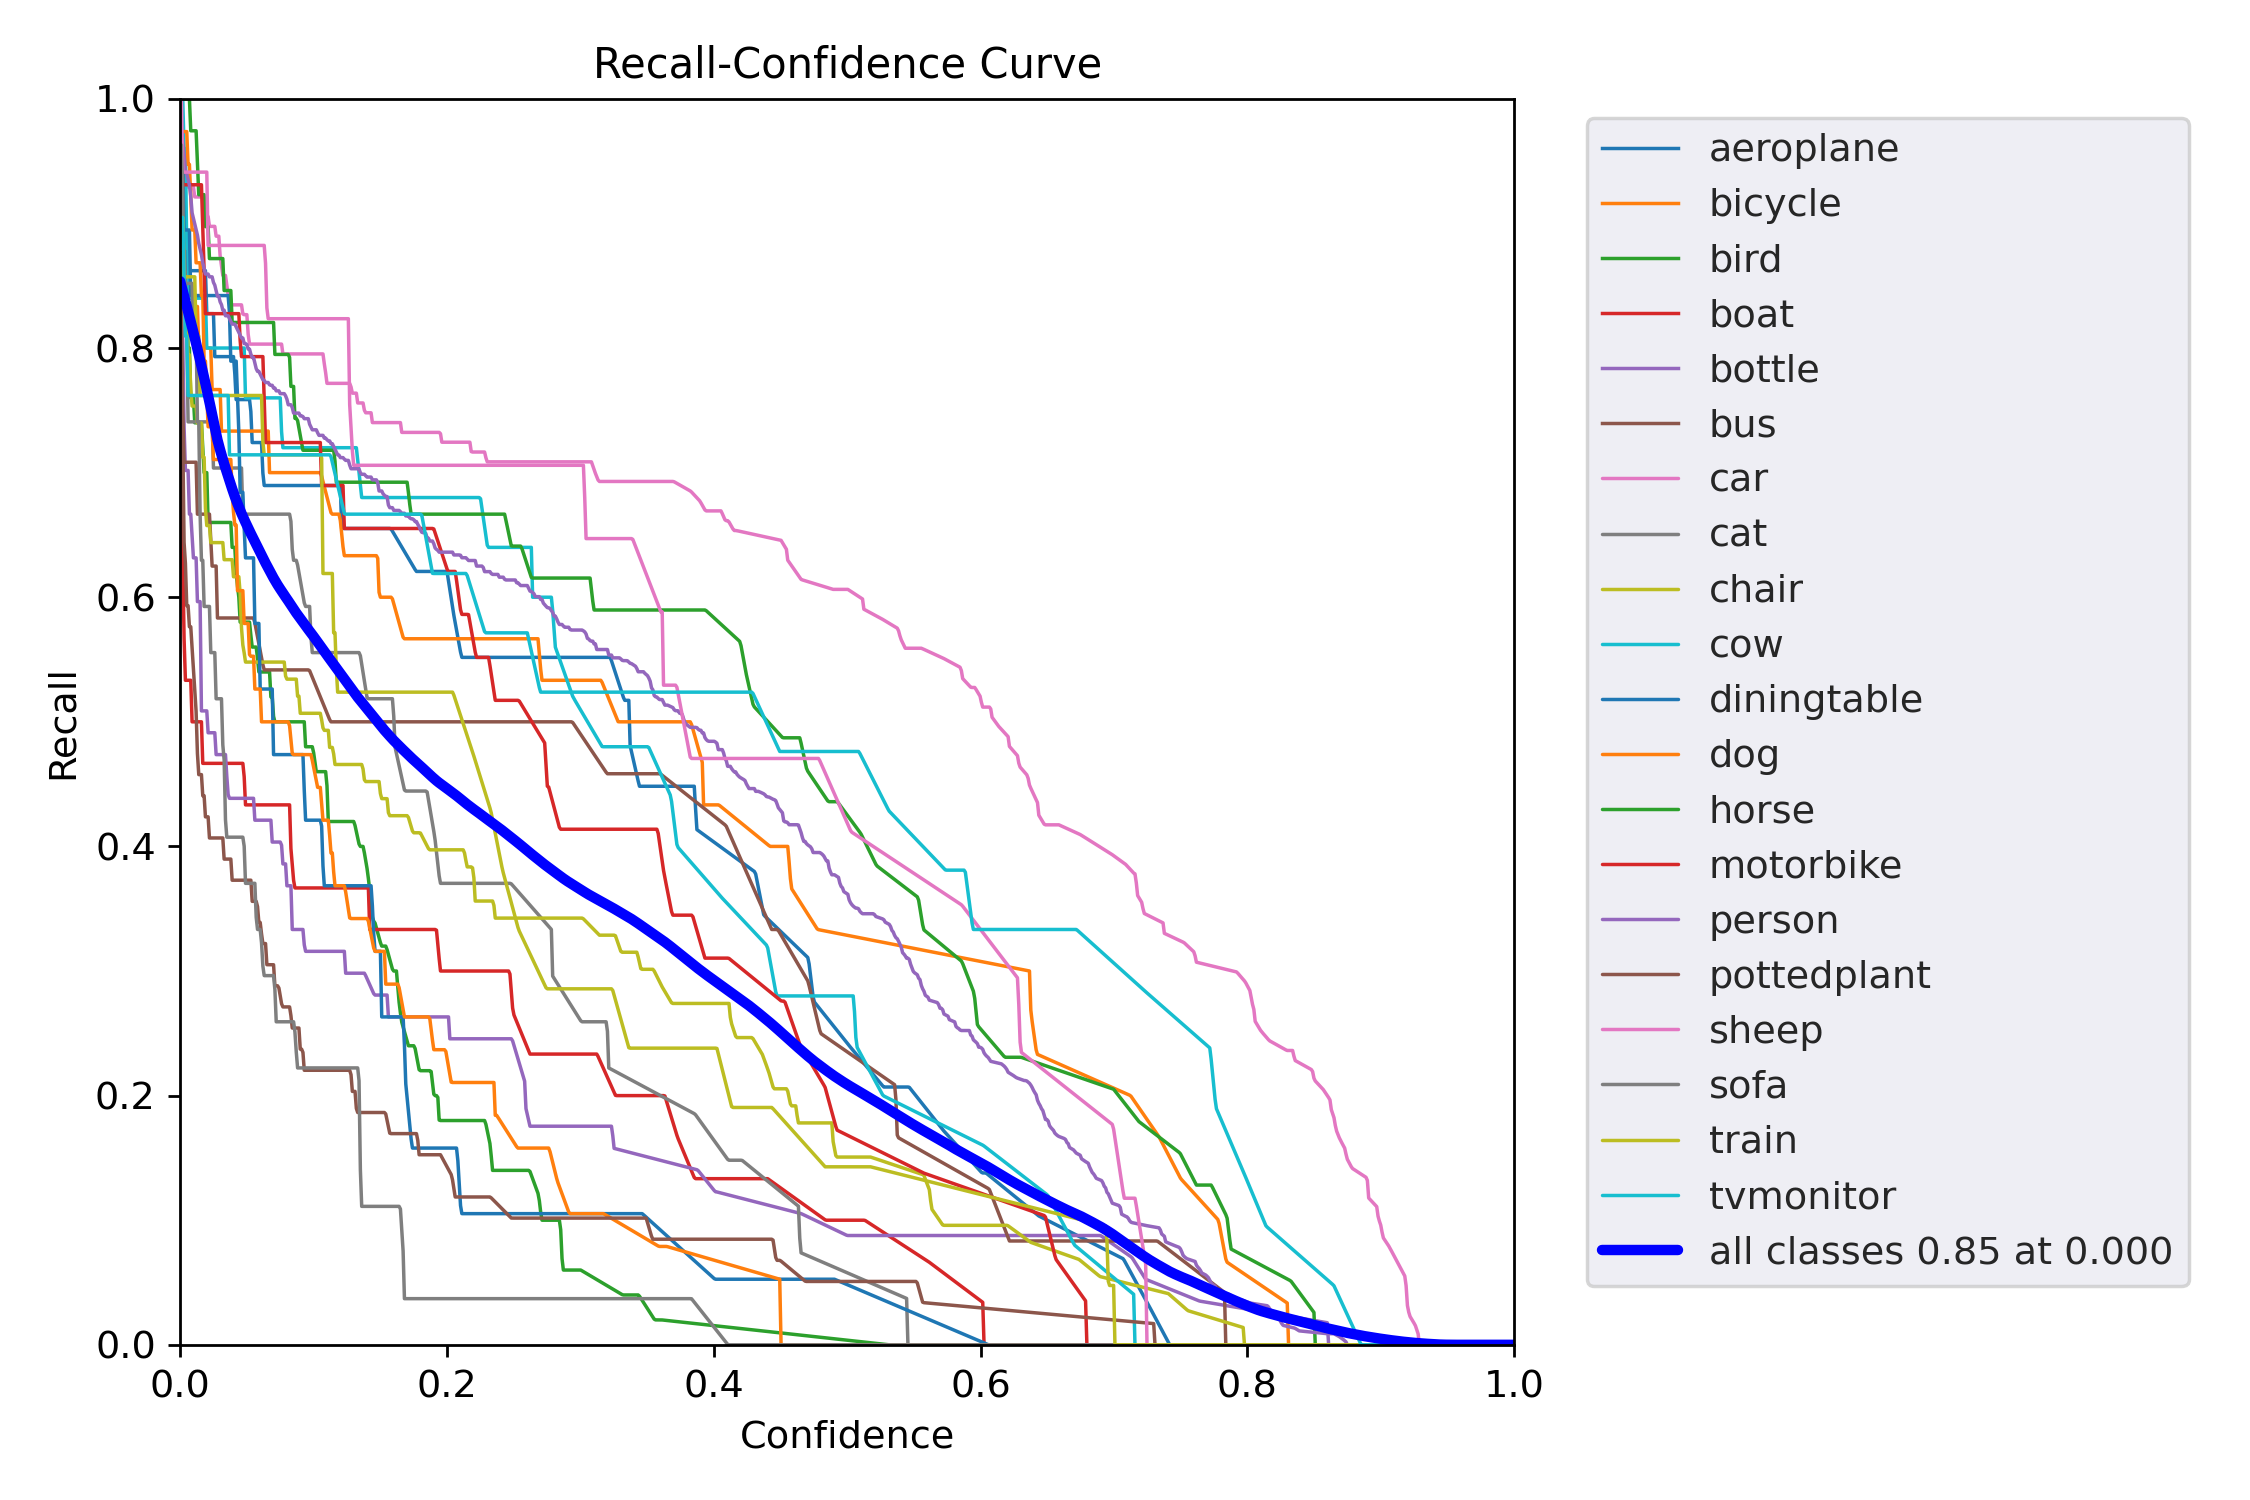 Recall-Confidence Curve
1.0
0.8
0.6
0.4
0.2
0.0
Recall
0.0 0.2 0.4 0.6 0.8 1.0
Confidence
aeroplane
bicycle
bird
boat
bottle
bus
car
cat
chair
cow
diningtable
dog
horse
motorbike
person
pottedplant
sheep
sofa
train
tvmonitor
all classes 0.85 at 0.000